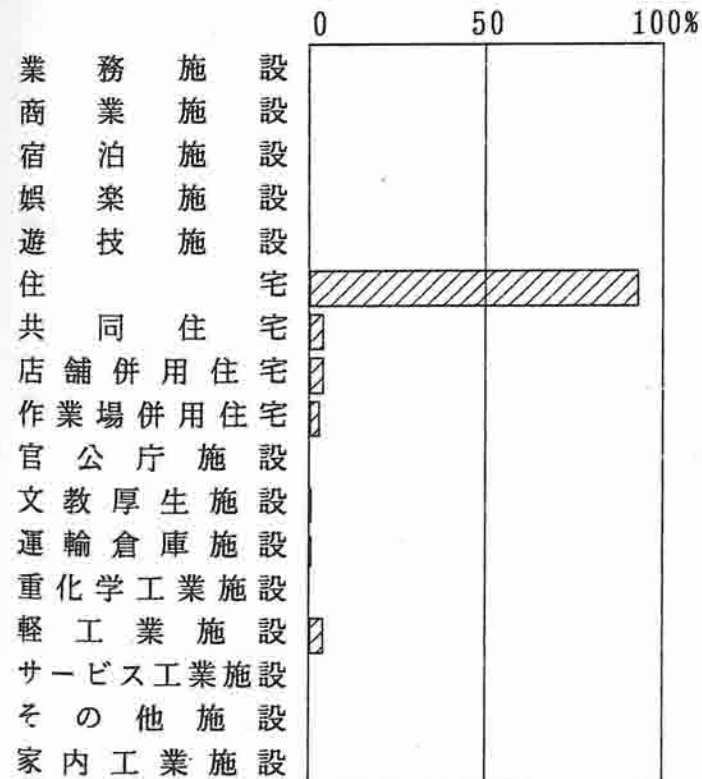 0 50 100%
業務施設
商業施設
宿泊施設
娯楽施設
遊技施設
住宅
共同住宅
店舗併用住宅
作業場併用住宅
官公庁施設
文教厚生施設
運輸倉庫施設
重化学工業施設
軽工業施設
サービス工業施設
その他施設
家内工業施設